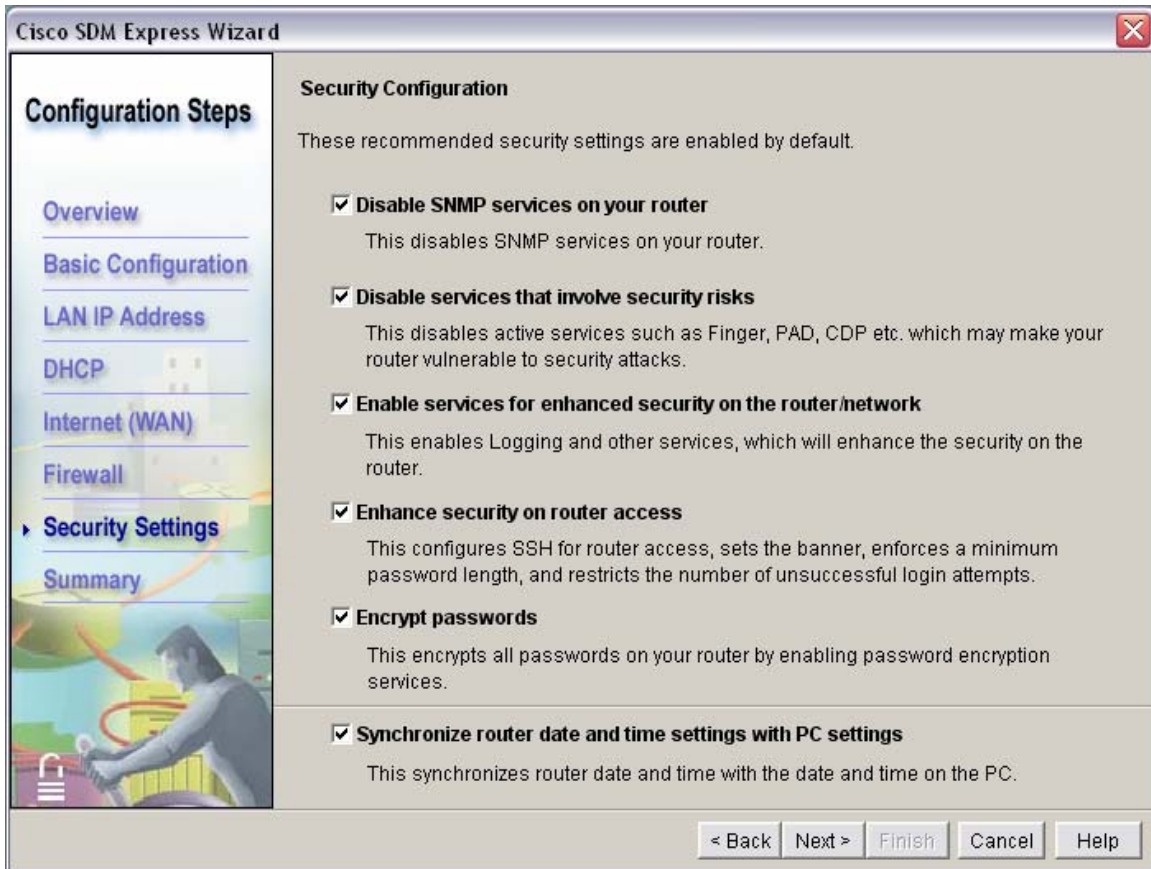 Cisco SDM Express Wizard
Configuration Steps
Overview
Basic Configuration
LAN IP Address
DHCP
Internet (WAN)
Firewall
Security Settings
Summary
Security Configuration
These recommended security settings are enabled by default.
Disable SNMP services on your router
This disables SNMP services on your router.
Disable services that involve security risks
This disables active services such as Finger, PAD, CDP etc. which may make your
router vulnerable to security attacks.
Enable services for enhanced security on the router/network
This enables Logging and other services, which will enhance the security on the
router.
Enhance security on router access
This configures SSH for router access, sets the banner, enforces a minimum
password length, and restricts the number of unsuccessful login attempts.
Encrypt passwords
This encrypts all passwords on your router by enabling password encryption
services.
Synchronize router date and time settings with PC settings
This synchronizes router date and time with the date and time on the PC.
< Back Next > Finish Cancel Help